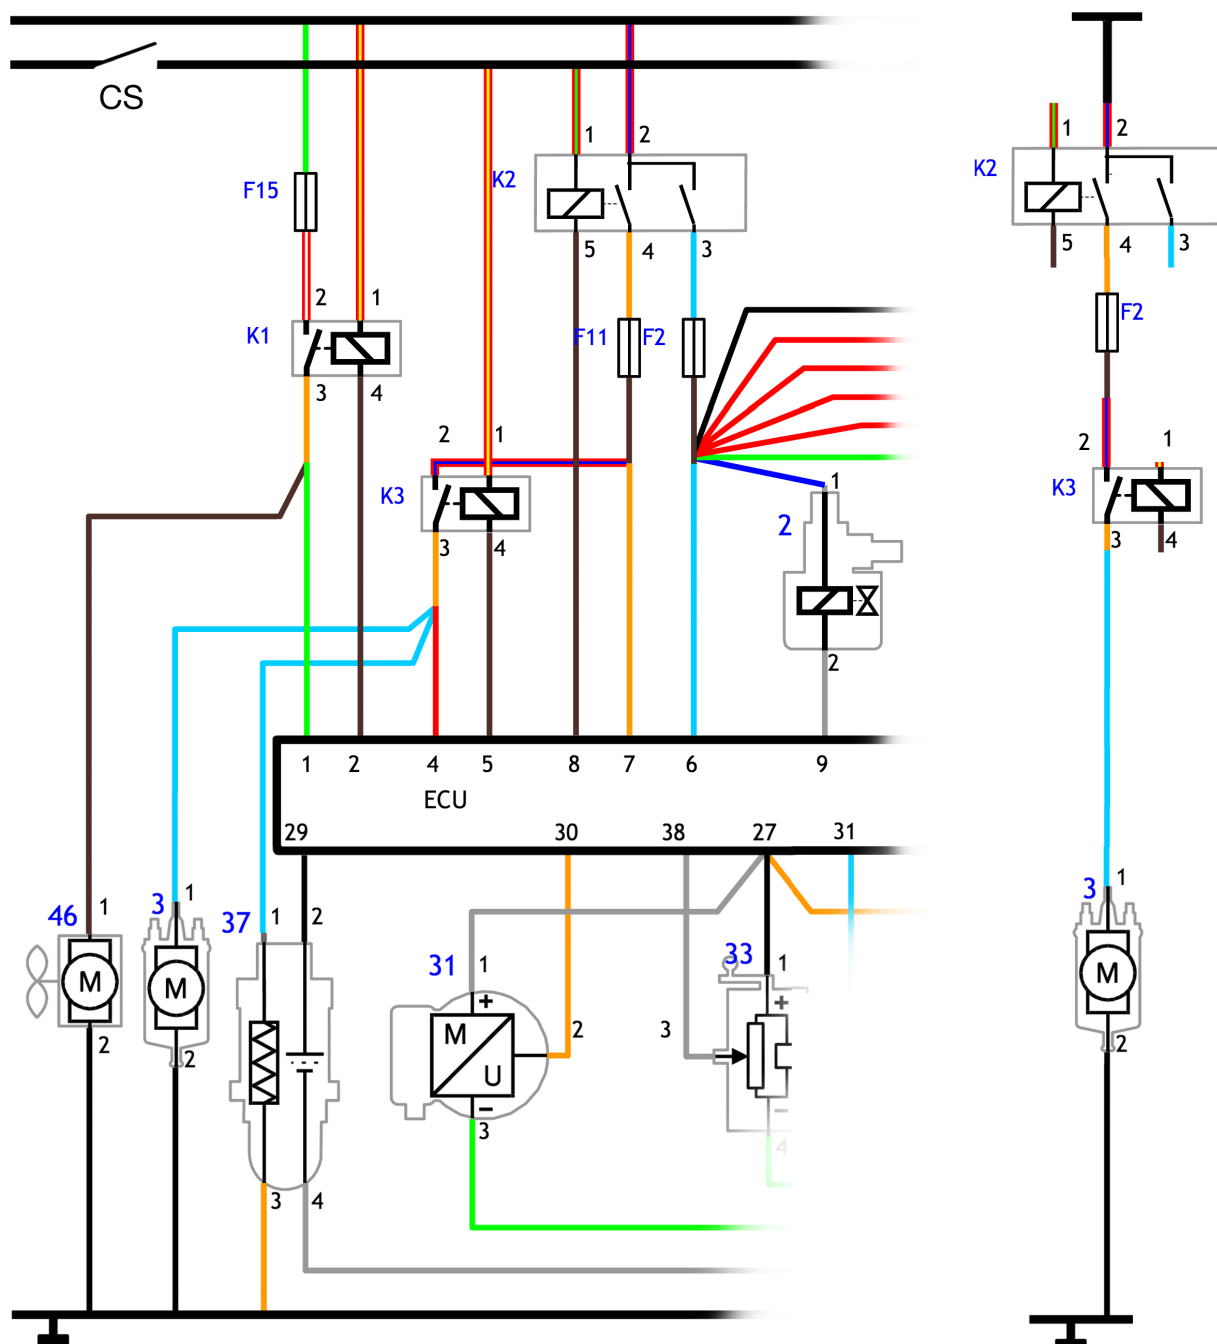 CS
1 2 1 2
K2 K2
F15
5 4 3 5 4 3
2 1
K1 F11 F2 F2
3 4
2 1 2 1
K3 1 K3
2
3 4 3 4
2
1 2 4 5 8 7 6 9
ECU
29 30 38 27 31
1 3 1 3 1
46 37 1 2
M M 31 1 33 1 M
+ +
2 2 M 2 3 2
U
− −
3 4
3 4